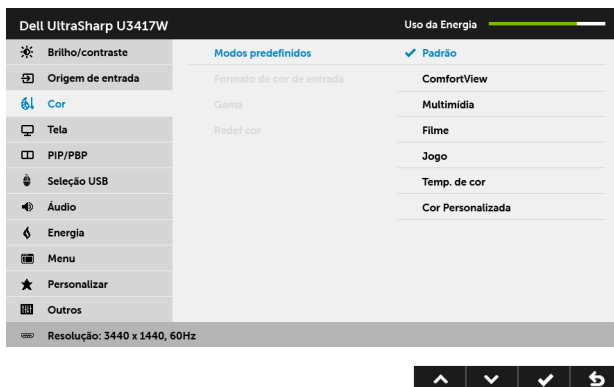 Dell UltraSharp U3417W Uso da Energia
Brilho/contraste Modos predefinidos Padrão
Origem de entrada Formato de cor de entrada ComfortView
Cor Gama Multimídia
Tela Redef cor Filme
PIP/PBP Jogo
Seleção USB Temp. de cor
Áudio Cor Personalizada
Energia
Menu
Personalizar
Outros
Resolução: 3440 x 1440, 60Hz